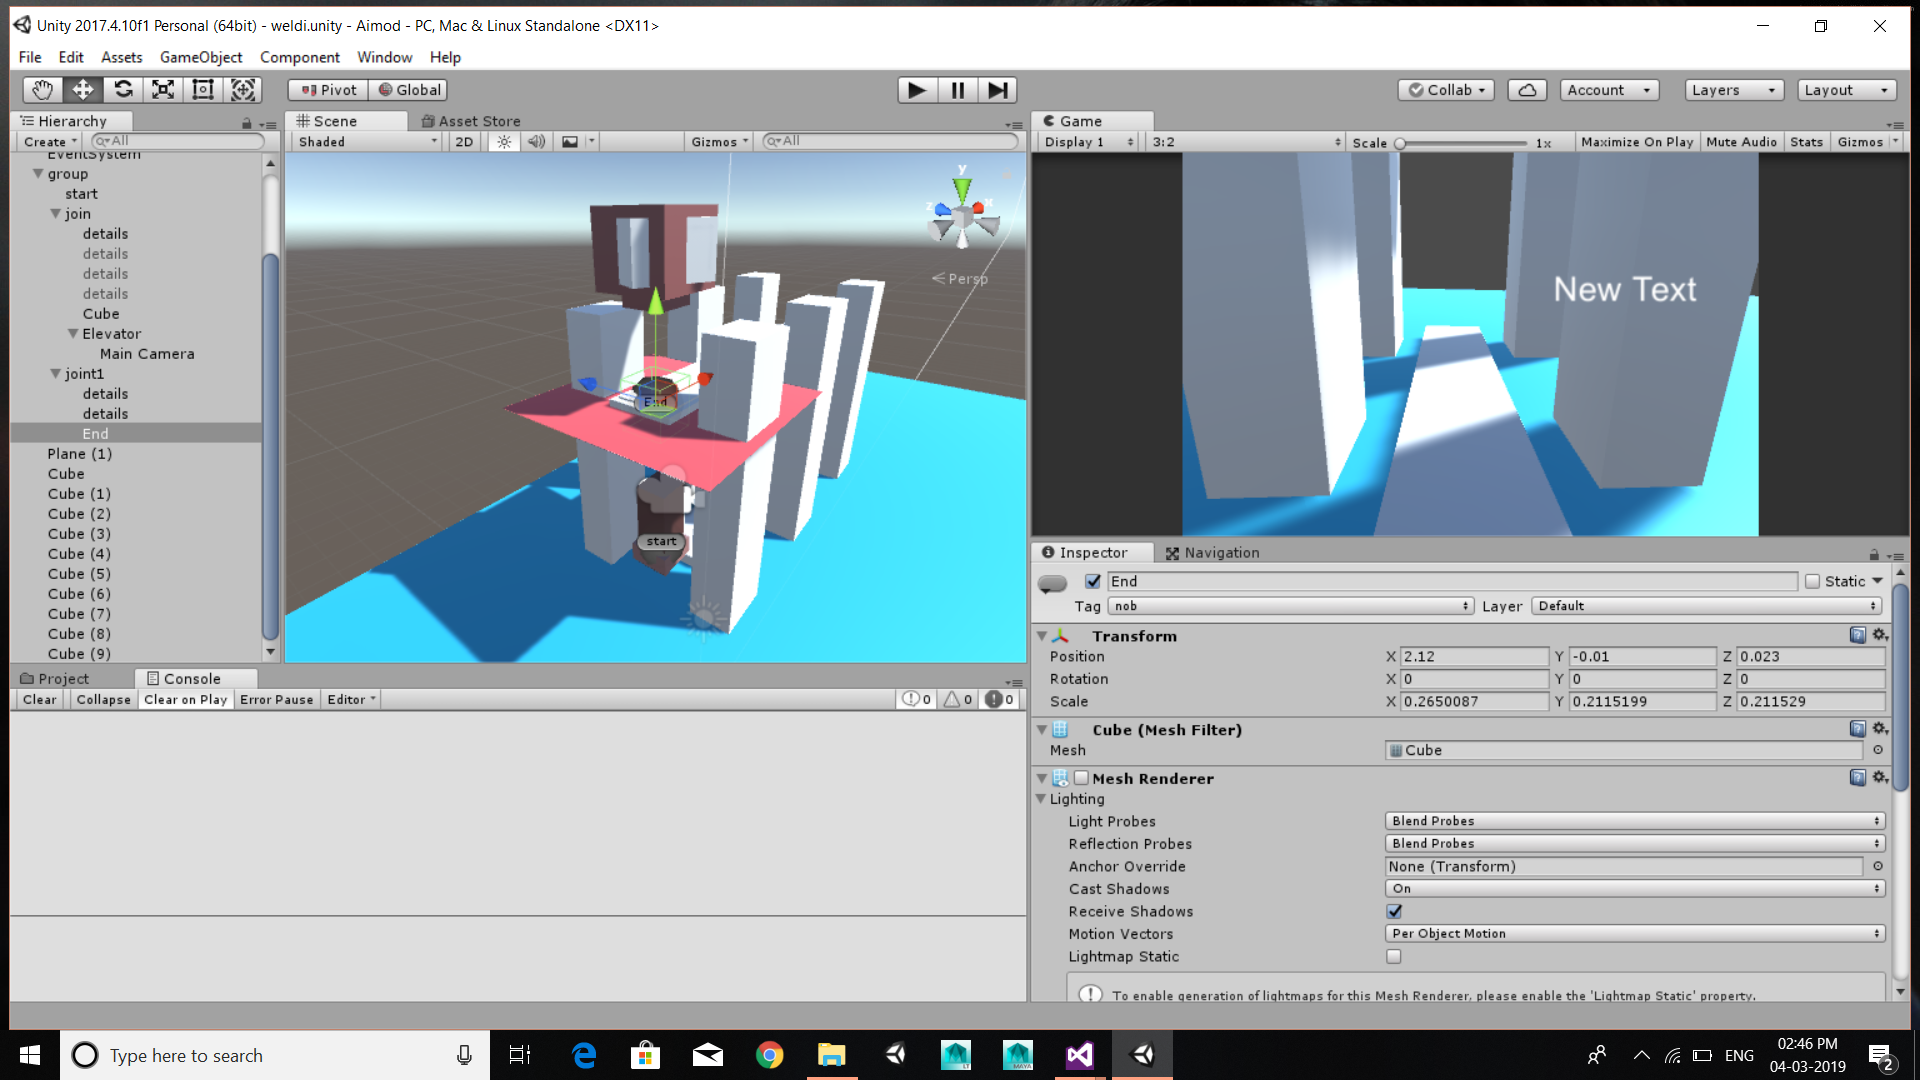 Unity 2017.4.10f1 Personal (64bit) - weldi.unity - Aimod - PC, Mac & Linux Standalone <DX11>
File Edit Assets GameObject Component Window Help
Pivot Global Collab Account Layers Layout
Hierarchy
Create All
EventSystem
group
start
join
details
details
details
details
Cube
Elevator
Main Camera
joint1
details
details
End
Plane (1)
Cube
Cube (1)
Cube (2)
Cube (3)
Cube (4)
Cube (5)
Cube (6)
Cube (7)
Cube (8)
Cube (9)
Scene Asset Store
Shaded 2D Gizmos All
y
z x
Persp
End
start
Game
Display 1 3:2 Scale 1x Maximize On Play Mute Audio Stats Gizmos
New Text
Project Console
Clear Collapse Clear on Play Error Pause Editor 0 0 0
Inspector Navigation
End Static
Tag nob Layer Default
Transform
Position X 2.12 Y -0.01 Z 0.023
Rotation X 0 Y 0 Z 0
Scale X 0.2650087 Y 0.2115199 Z 0.211529
Cube (Mesh Filter)
Mesh Cube
Mesh Renderer
Lighting
Light Probes Blend Probes
Reflection Probes Blend Probes
Anchor Override None (Transform)
Cast Shadows On
Receive Shadows
Motion Vectors Per Object Motion
Lightmap Static
To enable generation of lightmaps for this Mesh Renderer, please enable the 'Lightmap Static' property.
Type here to search
LT
MAYA
ENG
02:46 PM
04-03-2019
2